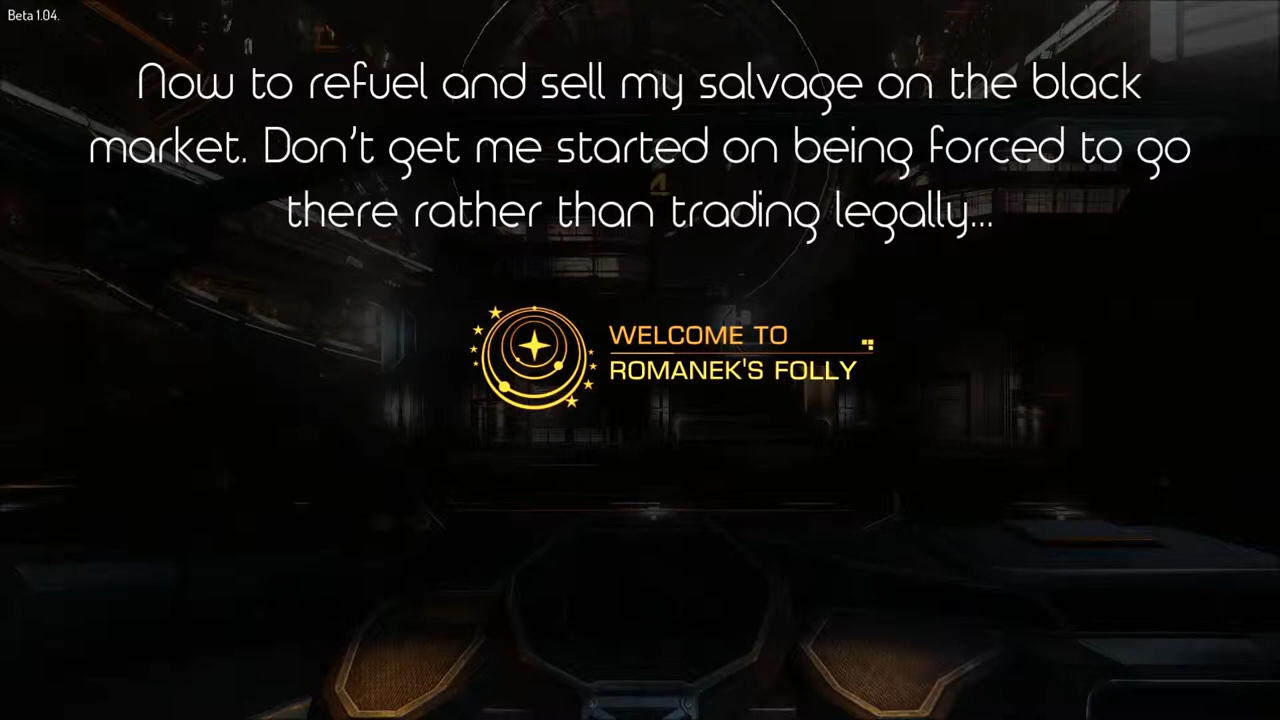 Beta 1.04.
Now to refuel and sell my salvage on the black
market. Don't get me started on being forced to go
there rather than trading legally...
WELCOME TO
ROMANEK'S FOLLY